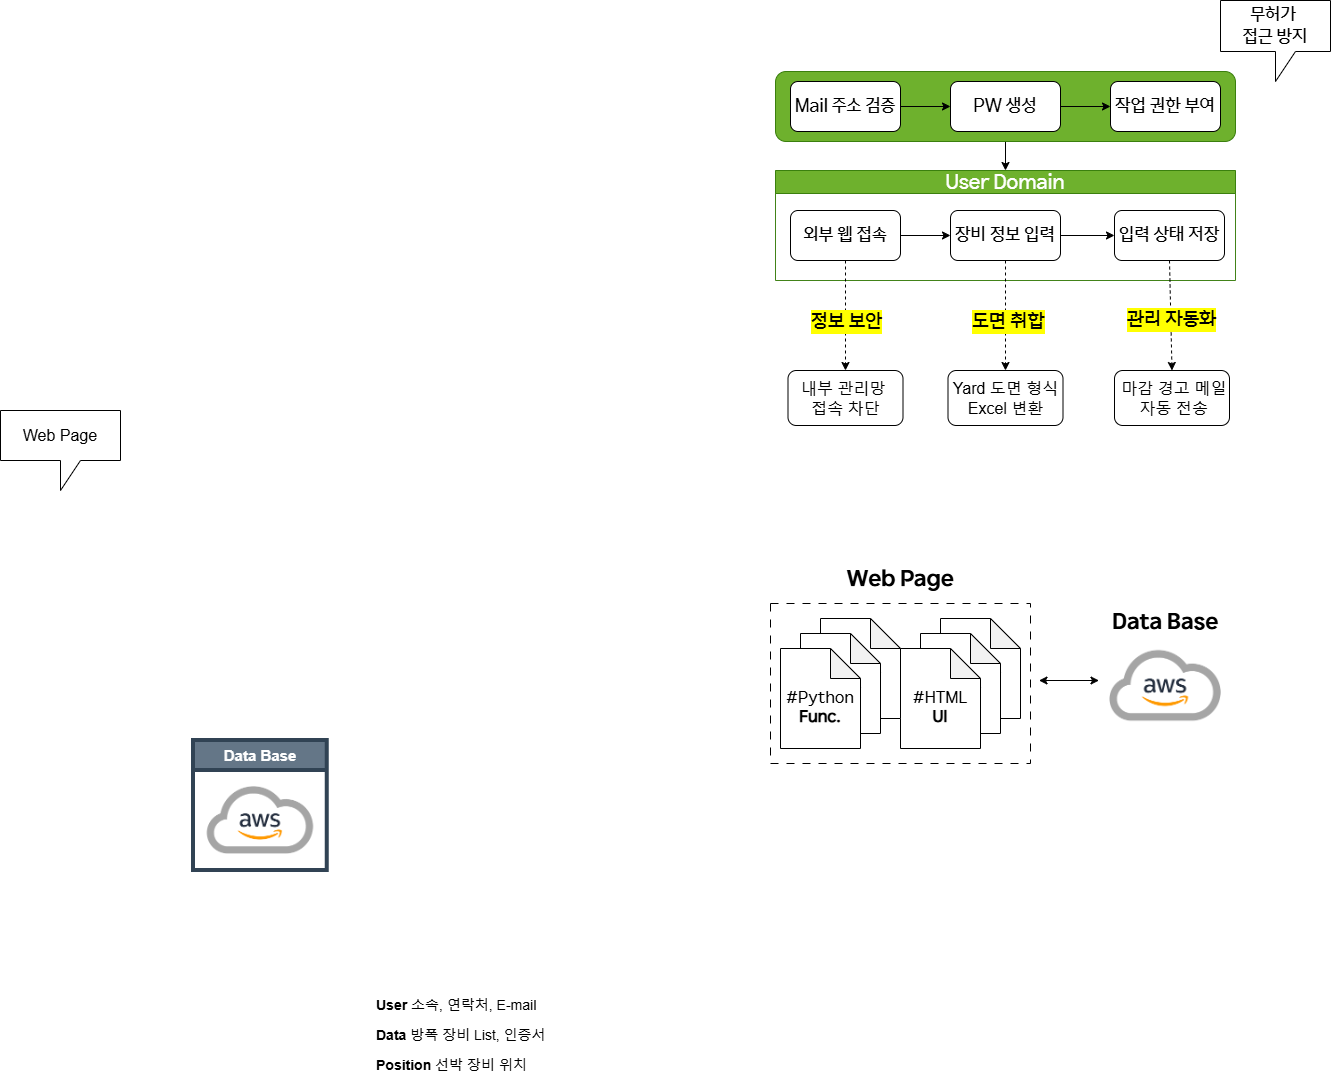 무허가
접근 방지
Mail 주소 검증
PW 생성
작업 권한 부여
User Domain
외부 웹 접속
장비 정보 입력
입력 상태 저장
정보 보안
도면 취합
관리 자동화
내부 관리망
접속 차단
Yard 도면 형식
Excel 변환
마감 경고 메일
자동 전송
Web Page
Web Page
#Python
Func.
#HTML
UI
Data Base
aws
Data Base
aws
User 소속, 연락처, E-mail
Data 방폭 장비 List, 인증서
Position 선박 장비 위치